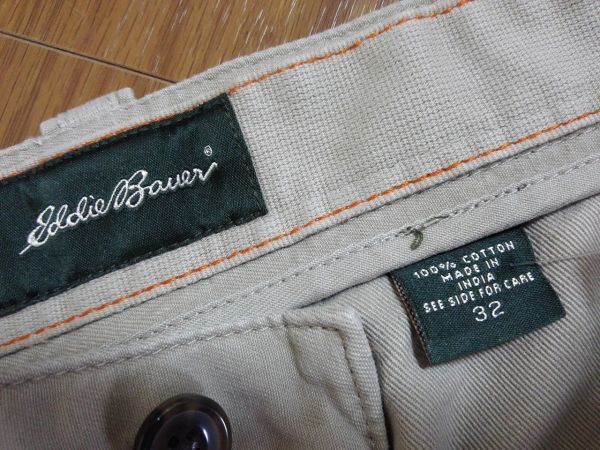 Eddie Bauer®
100% COTTON
MADE IN
INDIA
SEE SIDE FOR CARE
32